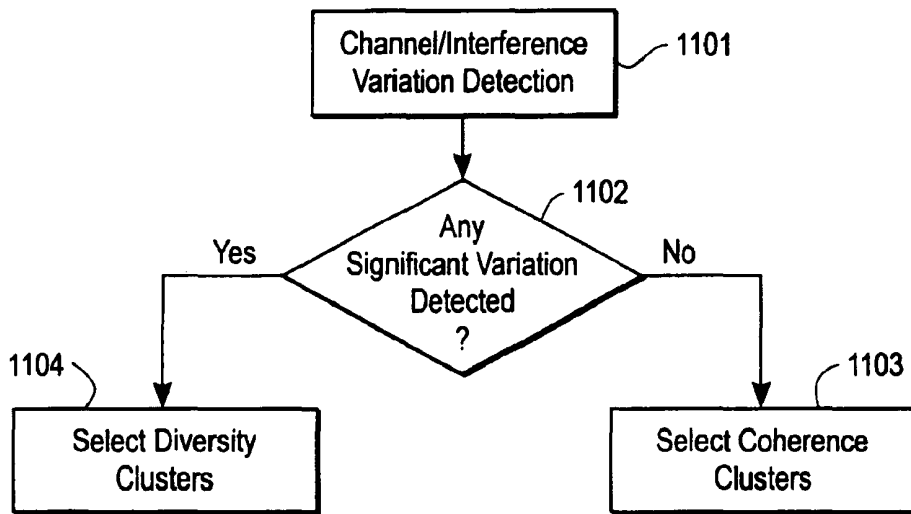 Channel/Interference
Variation Detection
1101
1102
Any
Significant Variation
Detected
?
Yes
No
1104
Select Diversity
Clusters
1103
Select Coherence
Clusters